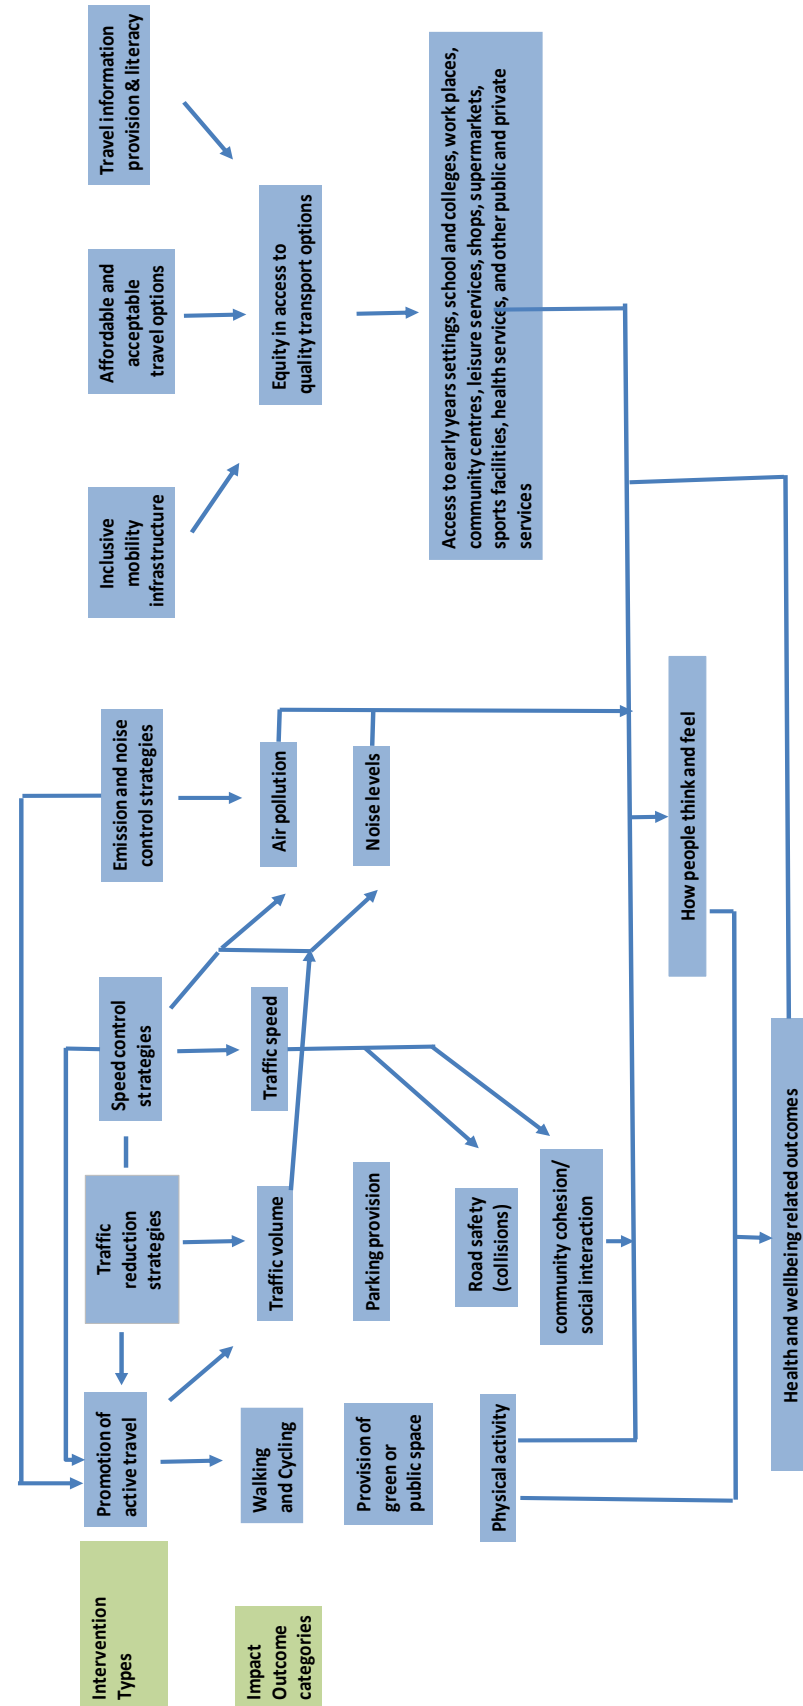 Intervention
Types
Promotion of
active travel
Traffic
reduction
strategies
Speed control
strategies
Emission and noise
control strategies
Inclusive
mobility
infrastructure
Affordable and
acceptable
travel options
Travel information
provision & literacy
Impact
Outcome
categories
Walking
and Cycling
Traffic volume
Traffic speed
Air pollution
Equity in access to
quality transport options
Provision of
green or
public space
Parking provision
Noise levels
Physical activity
Road safety
(collisions)
community cohesion/
social interaction
Access to early years settings, school and colleges, work places,
community centres, leisure services, shops, supermarkets,
sports facilities, health services, and other public and private
services
How people think and feel
Health and wellbeing related outcomes